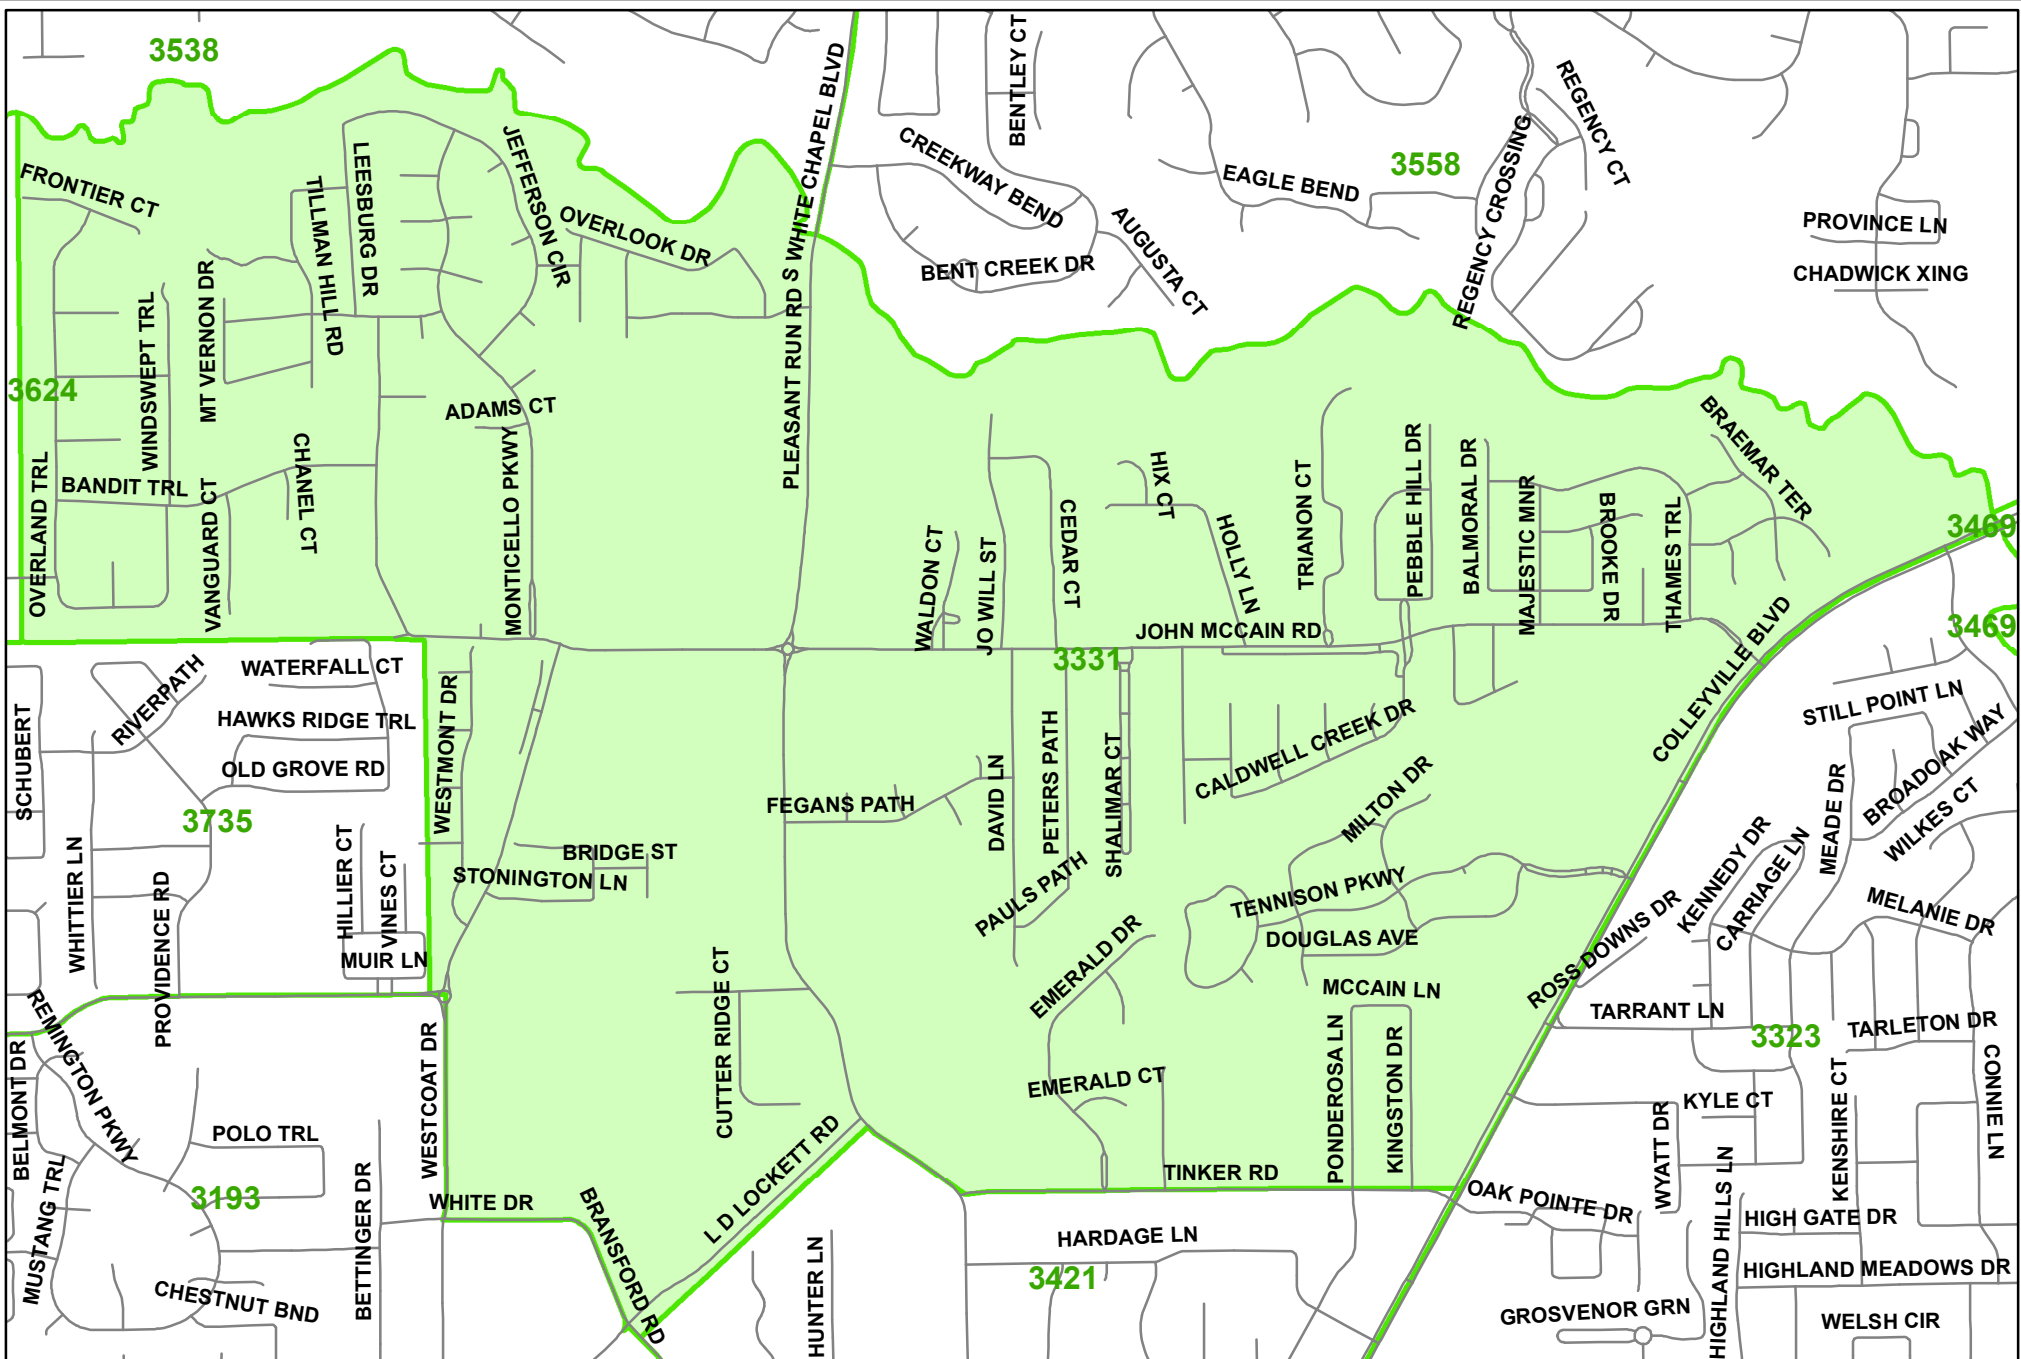 3538
S WHITE CHAPEL BLVD
BENTLEY CT
REGENCY CT
CREEKWAY BEND
3558
EAGLE BEND
REGENCY CROSSING
FRONTIER CT
TILLMAN HILL RD
LEESBURG DR
JEFFERSON CIR
OVERLOOK DR
AUGUSTA CT
BENT CREEK DR
PROVINCE LN
CHADWICK XING
3624
WINDSWEPT TRL
MT VERNON DR
PLEASANT RUN RD
ADAMS CT
MONTICELLO PKWY
OVERLAND TRL
BANDIT TRL
VANGUARD CT
CHANEL CT
WALDON CT
JO WILL ST
CEDAR CT
HIX CT
HOLLY LN
TRIANON CT
PEBBLE HILL DR
BALMORAL DR
MAJESTIC MNR
BROOKE DR
THAMES TRL
BRAEMAR TER
3469
3469
JOHN MCCAIN RD
3331
COLLEYVILLE BLVD
SCHUBERT
RIVERPATH
WATERFALL CT
HAWKS RIDGE TRL
OLD GROVE RD
3735
WESTMONT DR
WHITTIER LN
PROVIDENCE RD
HILLIER CT
VINES CT
MUIR LN
BRIDGE ST
STONINGTON LN
FEGANS PATH
DAVID LN
PETERS PATH
SHALIMAR CT
PAULS PATH
CALDWELL CREEK DR
MILTON DR
TENNISON PKWY
DOUGLAS AVE
EMERALD DR
STILL POINT LN
BROADOAK WAY
MEADE DR
WILKES CT
KENNEDY DR
CARRIAGE LN
MELANIE DR
ROSS DOWNS DR
TARRANT LN
3323
TARLETON DR
REMINGTON PKWY
BELMONT DR
MUSTANG TRL
POLO TRL
3193
CHESTNUT BND
BETTINGER DR
WESTCOAT DR
WHITE DR
BRANSFORD RD
L D LOCKETT RD
CUTTER RIDGE CT
EMERALD CT
MCCAIN LN
PONDEROSA LN
KINGSTON DR
TINKER RD
HUNTER LN
HARDAGE LN
3421
OAK POINTE DR
WYATT DR
KYLE CT
HIGHLAND HILLS LN
KENSHIRE CT
CONNIE LN
HIGH GATE DR
HIGHLAND MEADOWS DR
GROSVENOR GRN
WELSH CIR